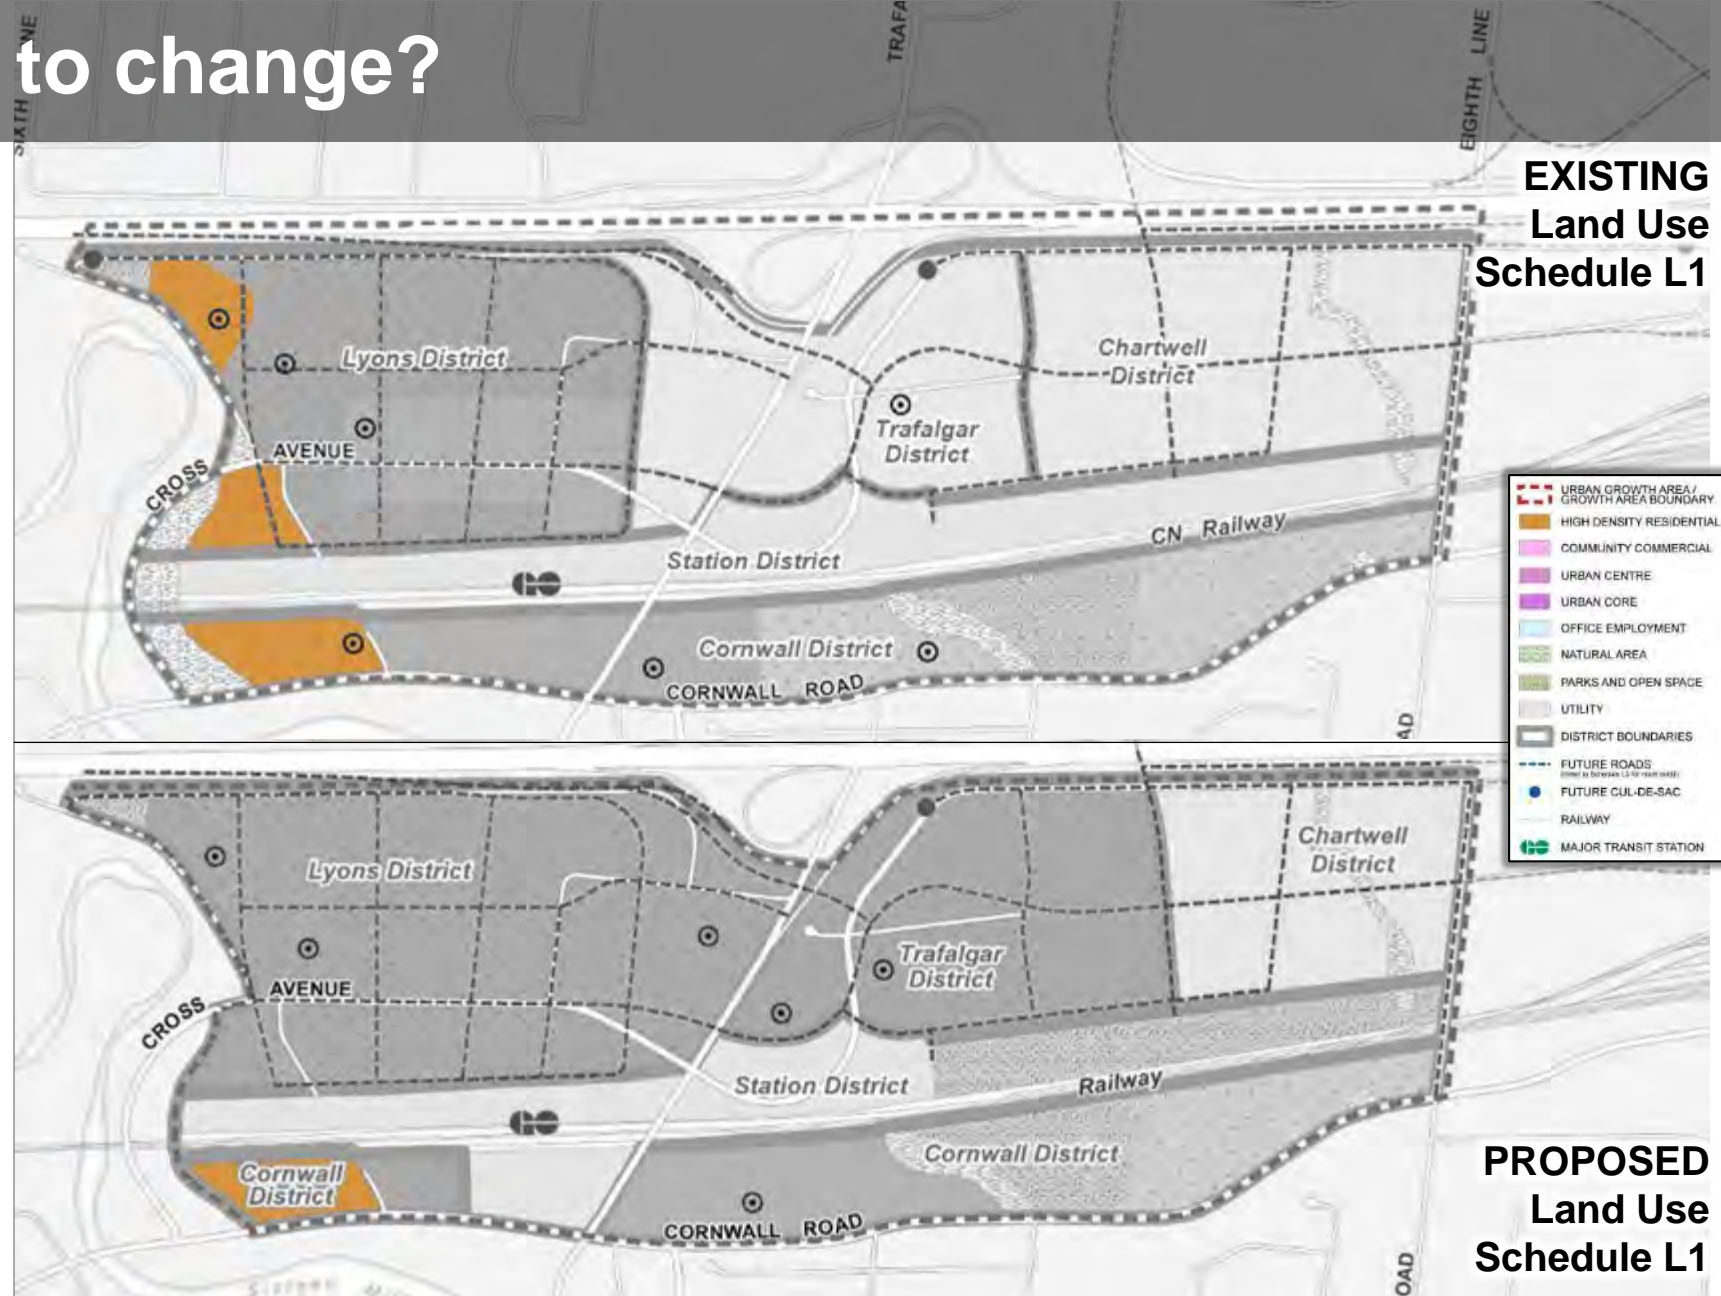 to change?
SIXTH LINE
TRAFA
EIGHTH LINE
EXISTING
Land Use
Schedule L1
Lyons District
Chartwell
District
Trafalgar
District
CROSS AVENUE
Station District
CN Railway
Cornwall District
CORNWALL ROAD
AD
URBAN GROWTH AREA /
GROWTH AREA BOUNDARY
HIGH DENSITY RESIDENTIAL
COMMUNITY COMMERCIAL
URBAN CENTRE
URBAN CORE
OFFICE EMPLOYMENT
NATURAL AREA
PARKS AND OPEN SPACE
UTILITY
DISTRICT BOUNDARIES
FUTURE ROADS
FUTURE CUL-DE-SAC
RAILWAY
MAJOR TRANSIT STATION
Lyons District
Chartwell
District
Trafalgar
District
CROSS AVENUE
Station District
Railway
Cornwall
District
Cornwall District
CORNWALL ROAD
OAD
PROPOSED
Land Use
Schedule L1